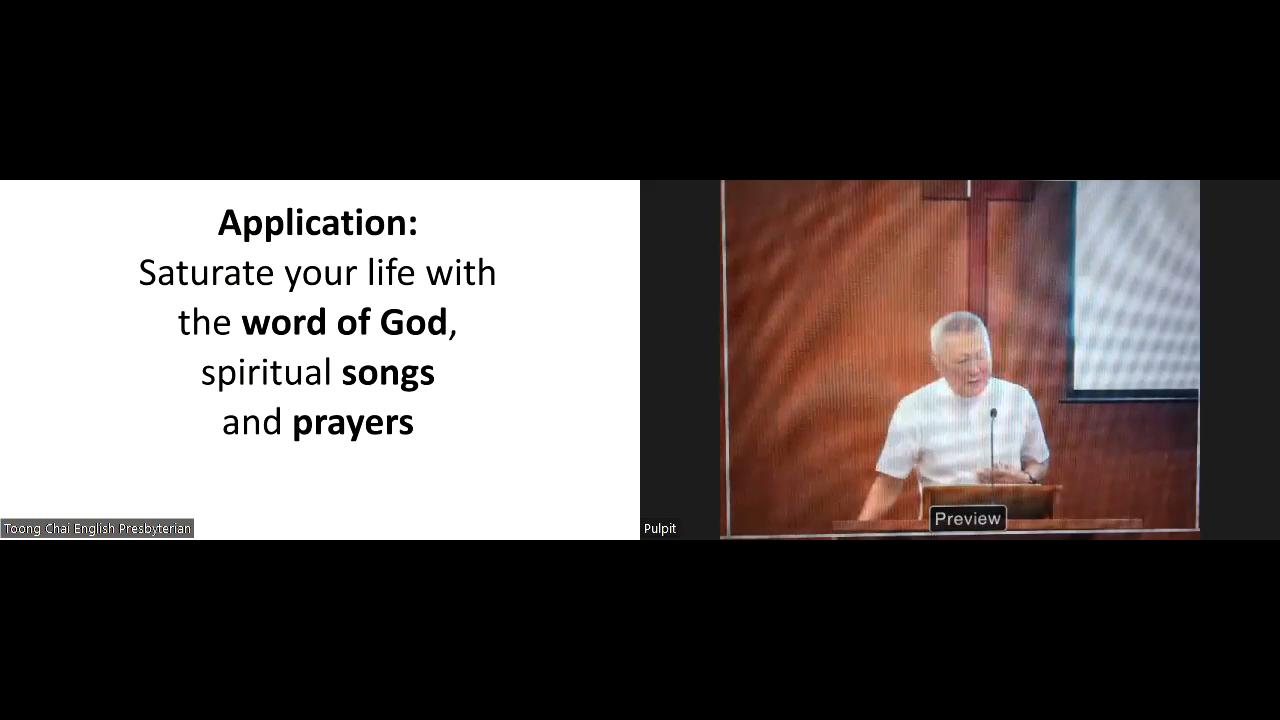 Application:
Saturate your life with
the word of God,
spiritual songs
and prayers
Toong Chai English Presbyterian
Pulpit
Preview